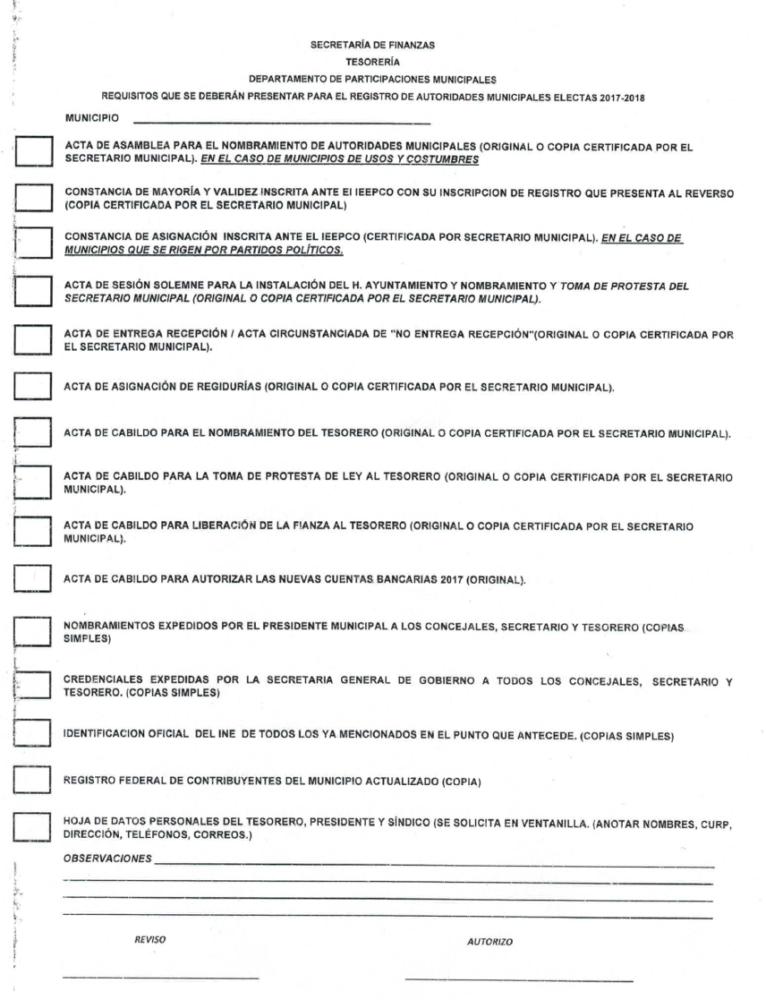 SECRETARÍA DE FINANZAS
TESORERÍA
DEPARTAMENTO DE PARTICIPACIONES MUNICIPALES
REQUISITOS QUE SE DEBERÁN PRESENTAR PARA EL REGISTRO DE AUTORIDADES MUNICIPALES ELECTAS 2017-2018
MUNICIPIO
ACTA DE ASAMBLEA PARA EL NOMBRAMIENTO DE AUTORIDADES MUNICIPALES (ORIGINAL O COPIA CERTIFICADA POR EL
SECRETARIO MUNICIPAL). EN EL CASO DE MUNICIPIOS DE USOS Y COSTUMBRES
CONSTANCIA DE MAYORÍA Y VALIDEZ INSCRITA ANTE El IEEPCO CON SU INSCRIPCION DE REGISTRO QUE PRESENTA AL REVERSO
(COPIA CERTIFICADA POR EL SECRETARIO MUNICIPAL)
CONSTANCIA DE ASIGNACIÓN INSCRITA ANTE EL IEEPCO (CERTIFICADA POR SECRETARIO MUNICIPAL). EN EL CASO DE
MUNICIPIOS QUE SE RIGEN POR PARTIDOS POLÍTICOS.
ACTA DE SESIÓN SOLEMNE PARA LA INSTALACIÓN DEL H. AYUNTAMIENTO Y NOMBRAMIENTO Y TOMA DE PROTESTA DEL
SECRETARIO MUNICIPAL (ORIGINAL O COPIA CERTIFICADA POR EL SECRETARIO MUNICIPAL).
ACTA DE ENTREGA RECEPCIÓN / ACTA CIRCUNSTANCIADA DE "NO ENTREGA RECEPCIÓN"(ORIGINAL O COPIA CERTIFICADA POR
EL SECRETARIO MUNICIPAL).
ACTA DE ASIGNACIÓN DE REGIDURÍAS (ORIGINAL O COPIA CERTIFICADA POR EL SECRETARIO MUNICIPAL).
ACTA DE CABILDO PARA EL NOMBRAMIENTO DEL TESORERO (ORIGINAL O COPIA CERTIFICADA POR EL SECRETARIO MUNICIPAL).
ACTA DE CABILDO PARA LA TOMA DE PROTESTA DE LEY AL TESORERO (ORIGINAL O COPIA CERTIFICADA POR EL SECRETARIO
MUNICIPAL).
ACTA DE CABILDO PARA LIBERACIÓN DE LA FIANZA AL TESORERO (ORIGINAL O COPIA CERTIFICADA POR EL SECRETARIO
MUNICIPAL).
ACTA DE CABILDO PARA AUTORIZAR LAS NUEVAS CUENTAS BANCARIAS 2017 (ORIGINAL).
NOMBRAMIENTOS EXPEDIDOS POR EL PRESIDENTE MUNICIPAL A LOS CONCEJALES, SECRETARIO Y TESORERO (COPIAS
SIMPLES)
CREDENCIALES EXPEDIDAS POR LA SECRETARIA GENERAL DE GOBIERNO A TODOS LOS CONCEJALES, SECRETARIO Y
TESORERO. (COPIAS SIMPLES)
IDENTIFICACION OFICIAL DEL INE DE TODOS LOS YA MENCIONADOS EN EL PUNTO QUE ANTECEDE. (COPIAS SIMPLES)
REGISTRO FEDERAL DE CONTRIBUYENTES DEL MUNICIPIO ACTUALIZADO (COPIA)
HOJA DE DATOS PERSONALES DEL TESORERO, PRESIDENTE Y SÍNDICO (SE SOLICITA EN VENTANILLA. (ANOTAR NOMBRES, CURP,
DIRECCIÓN, TELÉFONOS, CORREOS.)
OBSERVACIONES
REVISO AUTORIZO